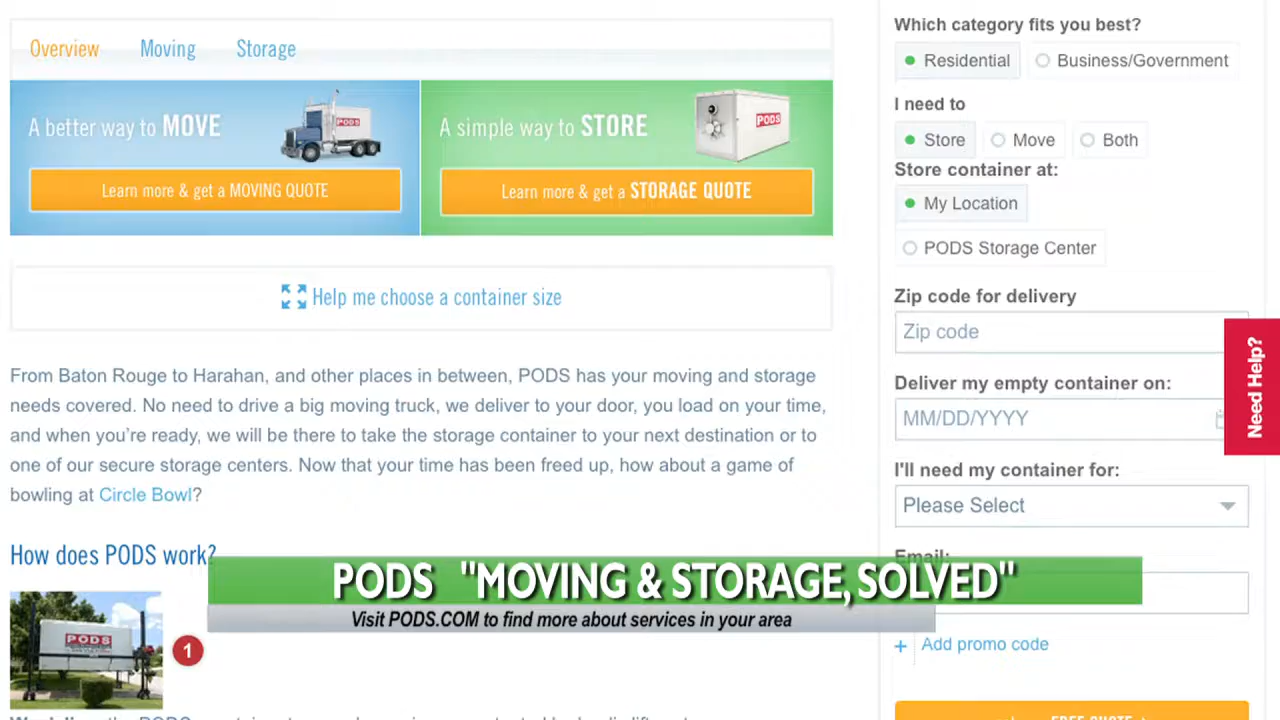 Overview Moving Storage
A better way to MOVE
PODS
Learn more & get a MOVING QUOTE
A simple way to STORE
PODS
Learn more & get a STORAGE QUOTE
Help me choose a container size
From Baton Rouge to Harahan, and other places in between, PODS has your moving and storage
needs covered. No need to drive a big moving truck, we deliver to your door, you load on your time,
and when you’re ready, we will be there to take the storage container to your next destination or to
one of our secure storage centers. Now that your time has been freed up, how about a game of
bowling at Circle Bowl?
How does PODS work?
PODS
1
Which category fits you best?
Residential Business/Government
I need to
Store Move Both
Store container at:
My Location
PODS Storage Center
Zip code for delivery
Zip code
Deliver my empty container on:
MM/DD/YYYY
I'll need my container for:
Please Select
Email:
Add promo code
FREE QUOTE
Need Help?
PODS "MOVING & STORAGE, SOLVED"
Visit PODS.COM to find more about services in your area